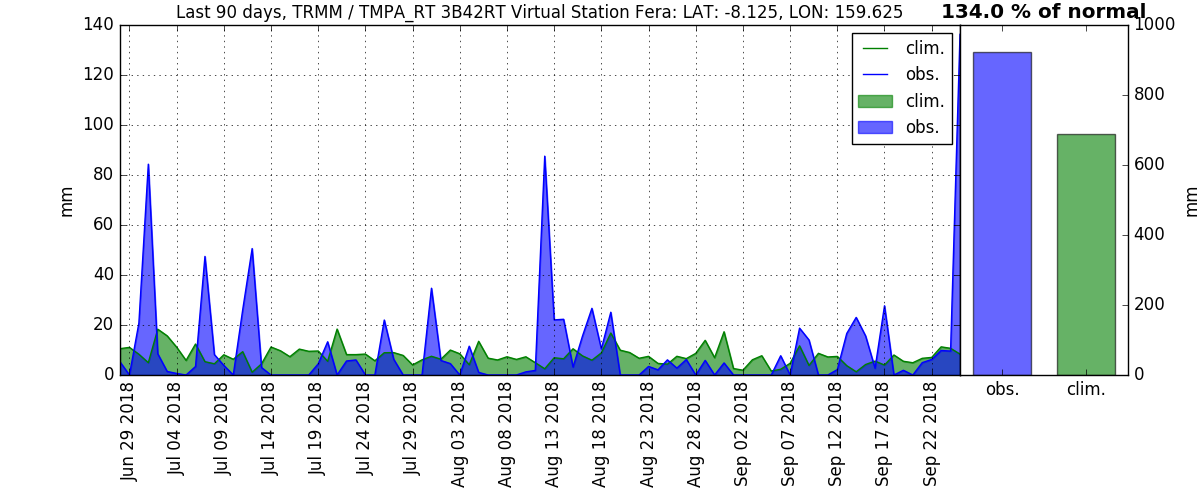 Last 90 days, TRMM / TMPA_RT 3B42RT Virtual Station Fera: LAT: -8.125, LON: 159.625
134.0 % of normal
140
120
100
80
60
40
20
0
mm
clim.
obs.
clim.
obs.
1000
800
600
400
200
0
mm
Jun 29 2018
Jul 04 2018
Jul 09 2018
Jul 14 2018
Jul 19 2018
Jul 24 2018
Jul 29 2018
Aug 03 2018
Aug 08 2018
Aug 13 2018
Aug 18 2018
Aug 23 2018
Aug 28 2018
Sep 02 2018
Sep 07 2018
Sep 12 2018
Sep 17 2018
Sep 22 2018
obs.
clim.